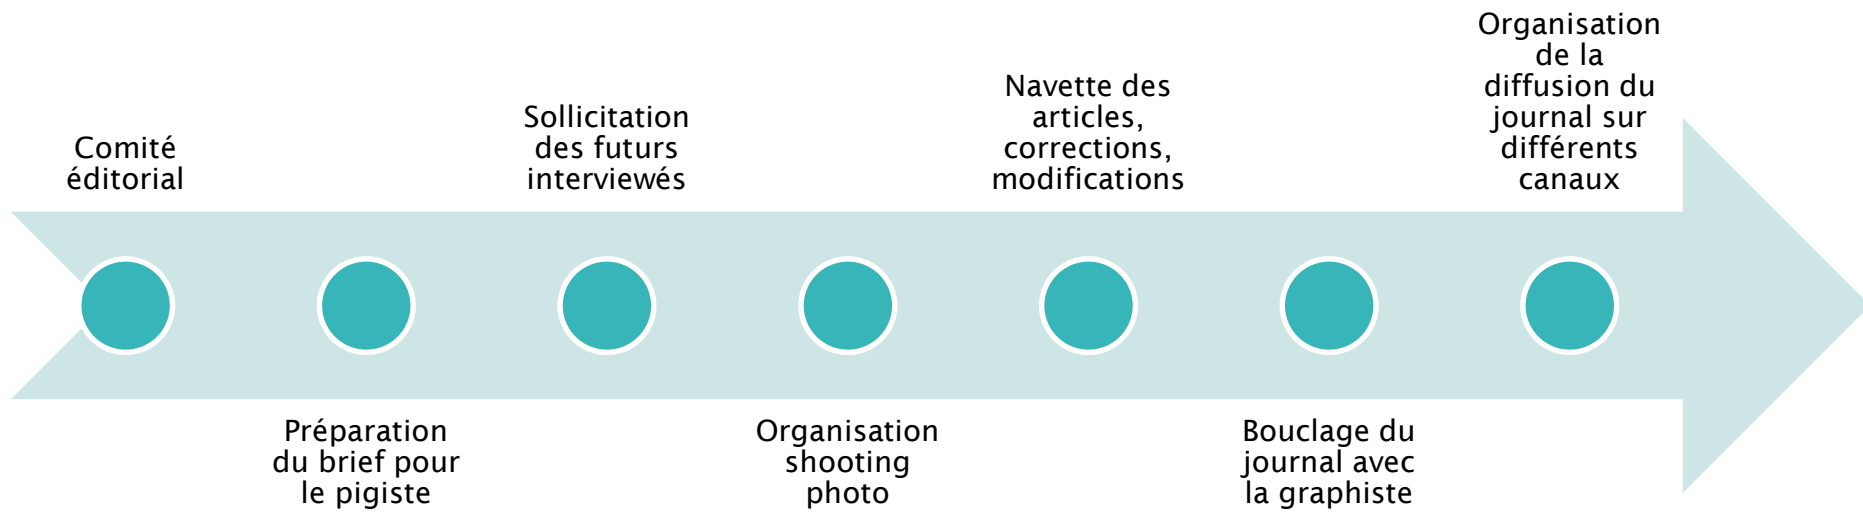 Comité
éditorial
Préparation
du brief pour
le pigiste
Sollicitation
des futurs
interviewés
Organisation
shooting
photo
Navette des
articles,
corrections,
modifications
Bouclage du
journal avec
la graphiste
Organisation
de la
diffusion du
journal sur
différents
canaux